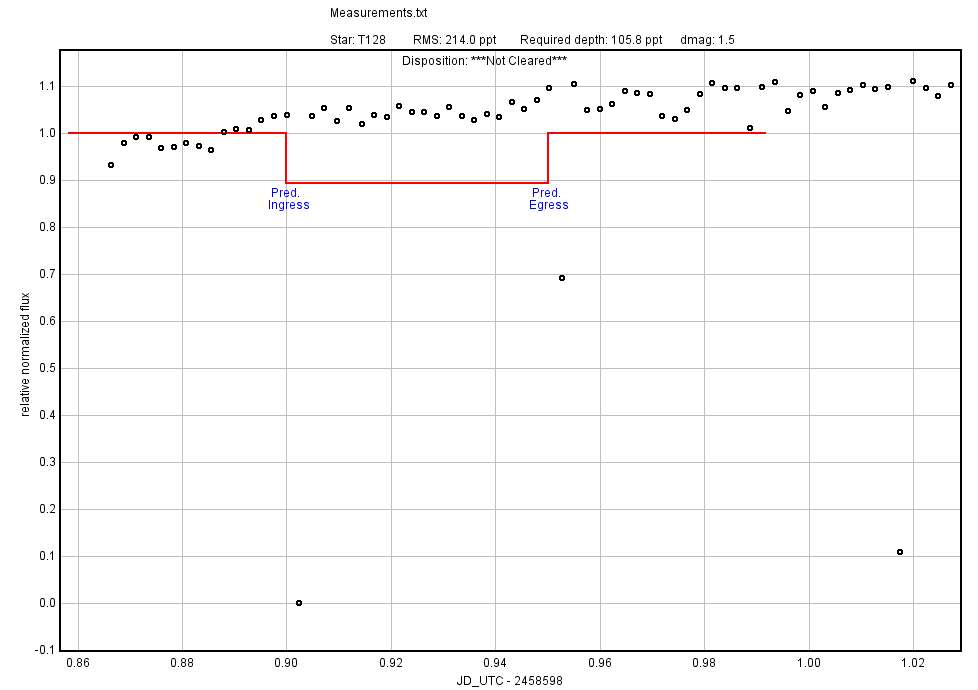 Measurements.txt
Star: T128 RMS: 214.0 ppt Required depth: 105.8 ppt dmag: 1.5
Disposition: ***Not Cleared***
1.1
1.0
0.9
0.8
0.7
0.6
0.5
0.4
0.3
0.2
0.1
0.0
-0.1
relative normalized flux
Pred.
Ingress
Pred.
Egress
0.86 0.88 0.90 0.92 0.94 0.96 0.98 1.00 1.02
JD_UTC - 2458598